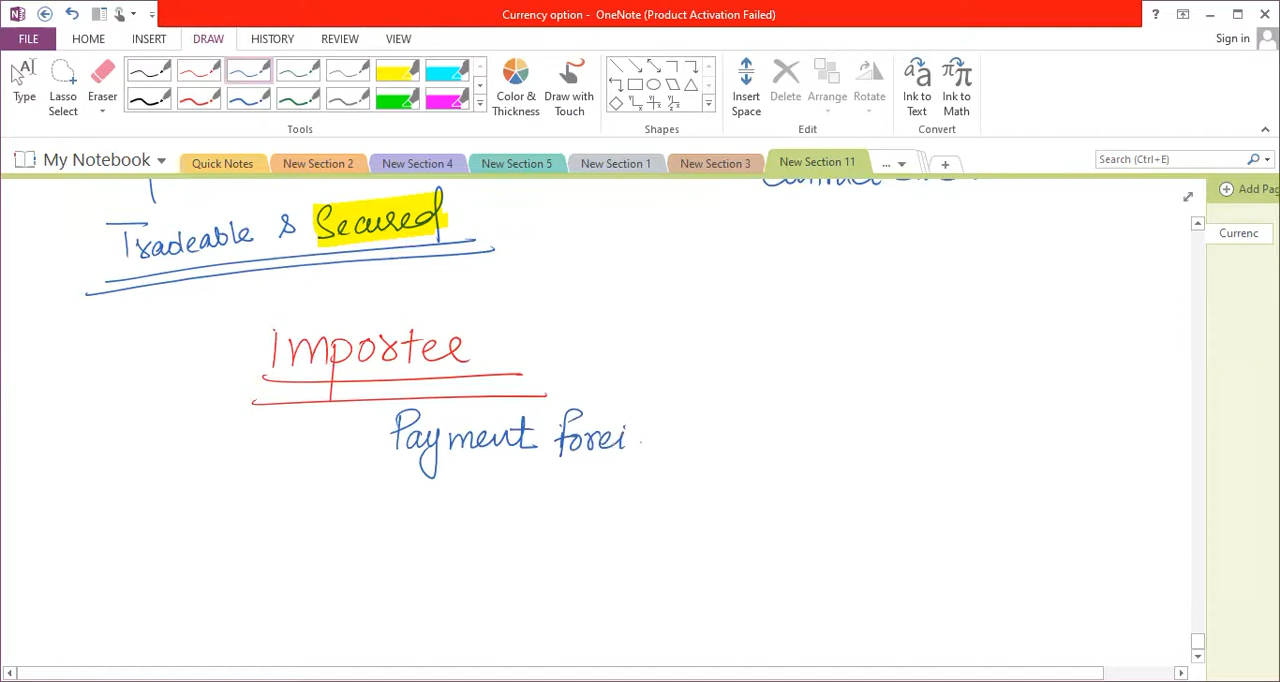 Currency option - OneNote (Product Activation Failed)
?
FILE HOME INSERT DRAW HISTORY REVIEW VIEW
Sign in
Type
Lasso Select
Eraser
Color & Thickness
Draw with Touch
Insert Space
Delete
Arrange
Rotate
Ink to Text
Ink to Math
Tools
Shapes
Edit
Convert
My Notebook
Quick Notes
New Section 2
New Section 4
New Section 5
New Section 1
New Section 3
New Section 11
...
Search (Ctrl+E)
Add Pag
Currenc
Tradeable & Secured
Importee
Payment forei